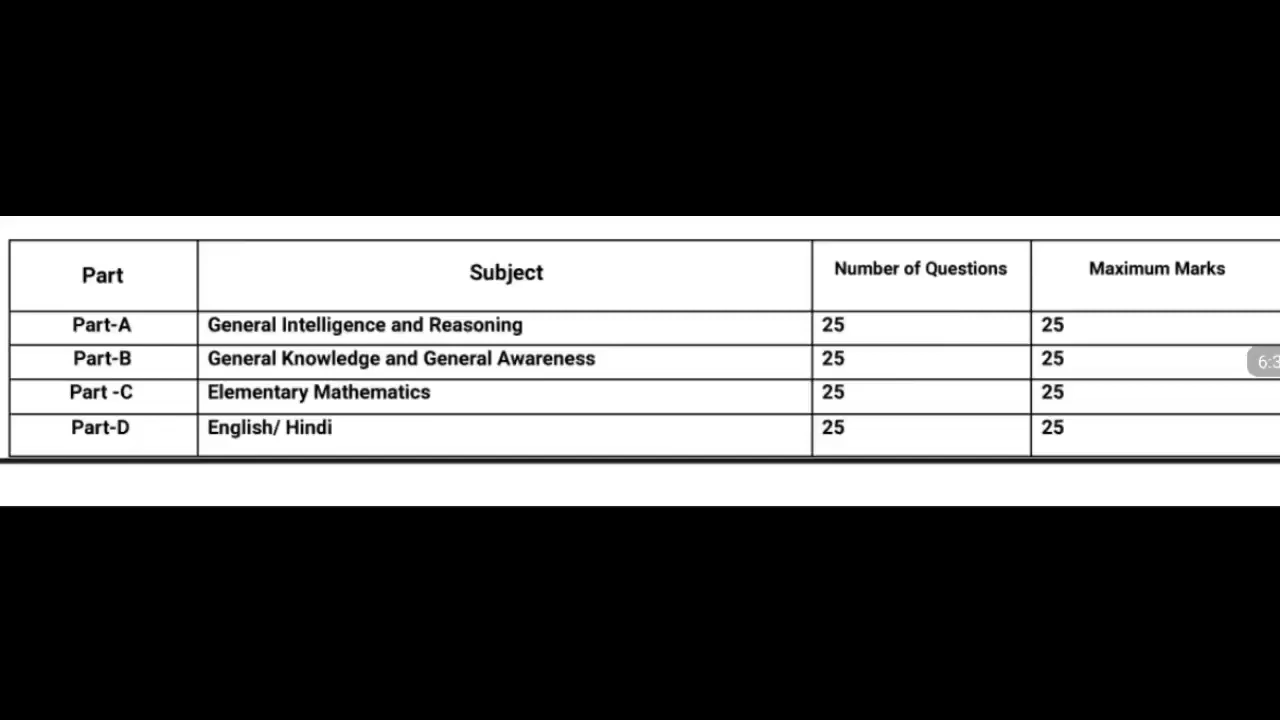 Part Subject Number of Questions Maximum Marks
Part-A General Intelligence and Reasoning 25 25
Part-B General Knowledge and General Awareness 25 25
Part -C Elementary Mathematics 25 25
Part-D English/ Hindi 25 25